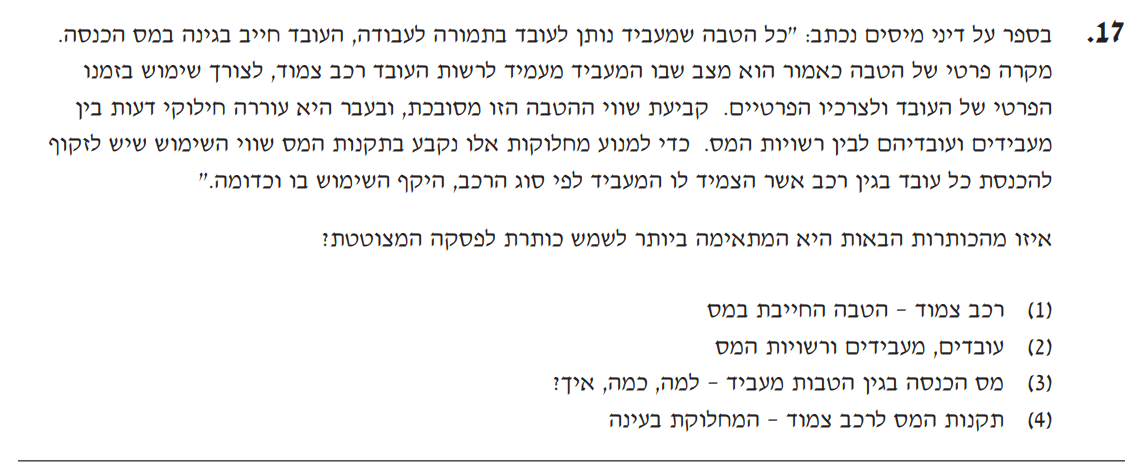 17. בספר על דיני מיסים נכתב: "כל הטבה שמעביד נותן לעובד בתמורה לעבודה, העובד חייב בגינה במס הכנסה.
מקרה פרטי של הטבה כאמור הוא מצב שבו המעביד מעמיד לרשות העובד רכב צמוד, לצורך שימוש בזמנו
הפרטי של העובד ולצרכיו הפרטיים. קביעת שווי ההטבה הזו מסובכת, ובעבר היא עוררה חילוקי דעות בין
מעבידים ועובדיהם לבין רשויות המס. כדי למנוע מחלוקות אלו נקבע בתקנות המס שווי השימוש שיש לזקוף
להכנסת כל עובד בגין רכב אשר הצמיד לו המעביד לפי סוג הרכב, היקף השימוש בו וכדומה."
איזו מהכותרות הבאות היא המתאימה ביותר לשמש כותרת לפסקה המצוטטת?
(1) רכב צמוד – הטבה החייבת במס
(2) עובדים, מעבידים ורשויות המס
(3) מס הכנסה בגין הטבות מעביד – למה, כמה, איך?
(4) תקנות המס לרכב צמוד – המחלוקת בעינה